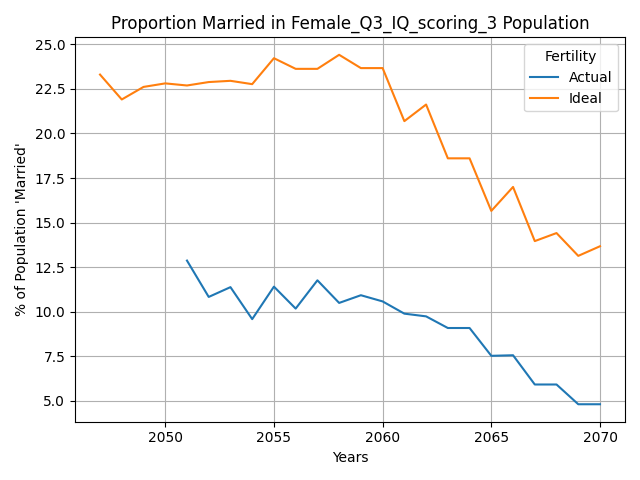 Proportion Married in Female_Q3_IQ_scoring_3 Population
Fertility
Actual
Ideal
25.0
22.5
20.0
17.5
15.0
12.5
10.0
7.5
5.0
% of Population 'Married'
2050
2055
2060
2065
2070
Years